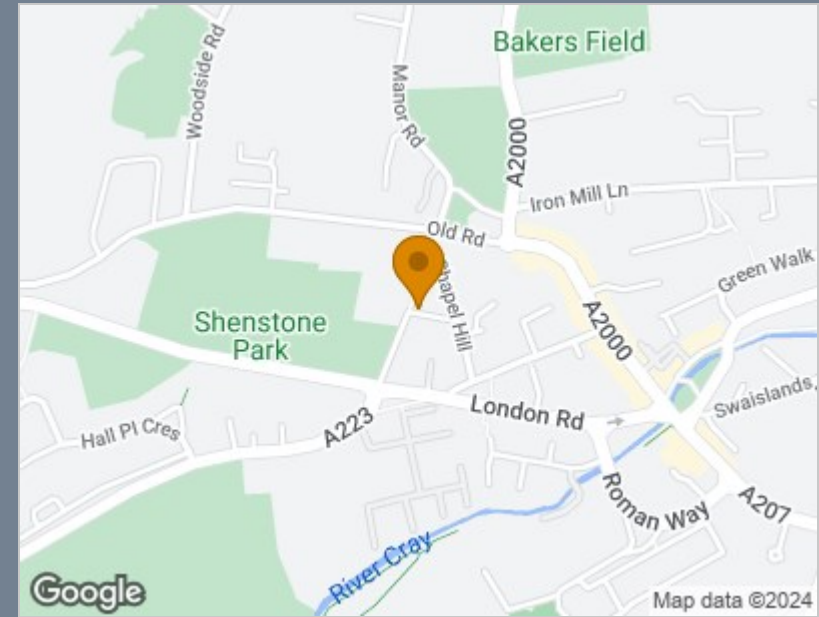 Woodside Rd
Bakers Field
Manor Rd
A2000
Iron Mill Ln
Old Rd
Green Walk
Chapel Hill
Shenstone
Park
A2000
London Rd
Swaislands,
Hall Pl Cres
A223
Roman Way
A207
River Cray
Google
Map data ©2024